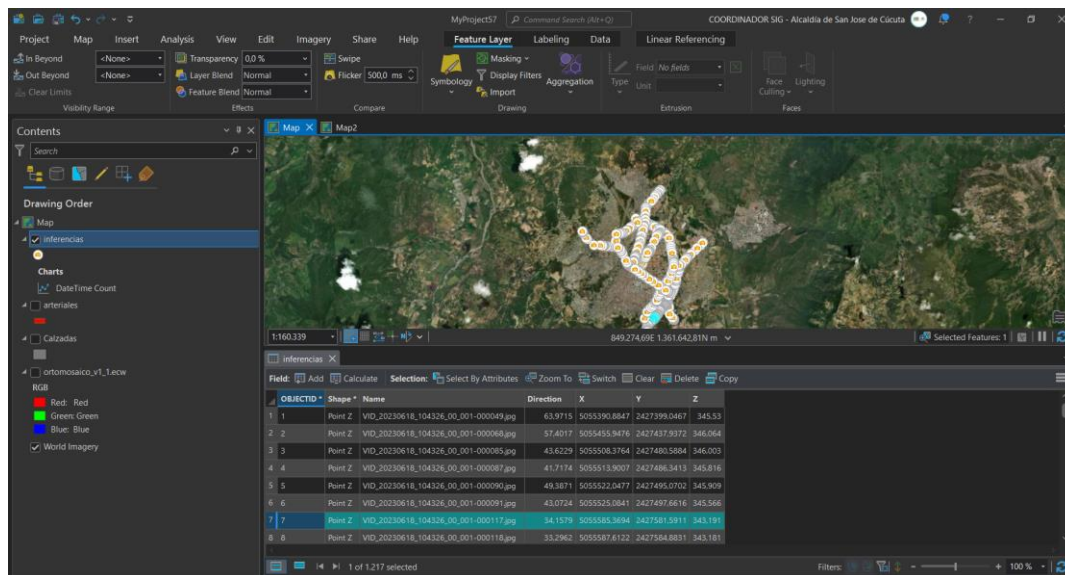 MyProject57 Command Search (Alt+Q) COORDINADOR SIG - Alcaldía de San Jose de Cúcuta ?
Project Map Insert Analysis View Edit Imagery Share Help Feature Layer Labeling Data Linear Referencing
In Beyond <None> Transparency 0,0 % Swipe Masking Field No fields
Out Beyond <None> Layer Blend Normal Flicker 500,0 ms Symbology Display Filters Aggregation Type Unit Face Culling Lighting
Clear Limits Feature Blend Normal Import
Visibility Range Effects Compare Drawing Extrusion Faces
Contents Map Map2
Search
Drawing Order
Map
inferencias
Charts
DateTime Count
arteriales
Calzadas
ortomosaico_v1_1.ecw
RGB
Red: Red
Green: Green
Blue: Blue
World Imagery
1:160.339 849.274,69E 1.361.642,81N m Selected Features: 1
inferencias
Field: Add Calculate Selection: Select By Attributes Zoom To Switch Clear Delete Copy
OBJECTID * Shape * Name Direction X Y Z
1 1 Point Z VID_20230618_104326_00_001-000049.jpg 63,9715 5055390.8847 2427399.0467 345.53
2 2 Point Z VID_20230618_104326_00_001-000068.jpg 57,4017 5055455.9476 2427437.9372 346.064
3 3 Point Z VID_20230618_104326_00_001-000085.jpg 43,6229 5055508.3764 2427480.5884 346.003
4 4 Point Z VID_20230618_104326_00_001-000087.jpg 41,7174 5055513.9007 2427486.3413 345.816
5 5 Point Z VID_20230618_104326_00_001-000090.jpg 49,3871 5055522.0477 2427495.0702 345.909
6 6 Point Z VID_20230618_104326_00_001-000091.jpg 43,0724 5055525.0841 2427497.6616 345.566
7 7 Point Z VID_20230618_104326_00_001-000117.jpg 34,1579 5055585.3694 2427581.5911 343.191
8 8 Point Z VID_20230618_104326_00_001-000118.jpg 33,2962 5055587.6122 2427584.8831 343.181
1 of 1.217 selected Filters: 100 %